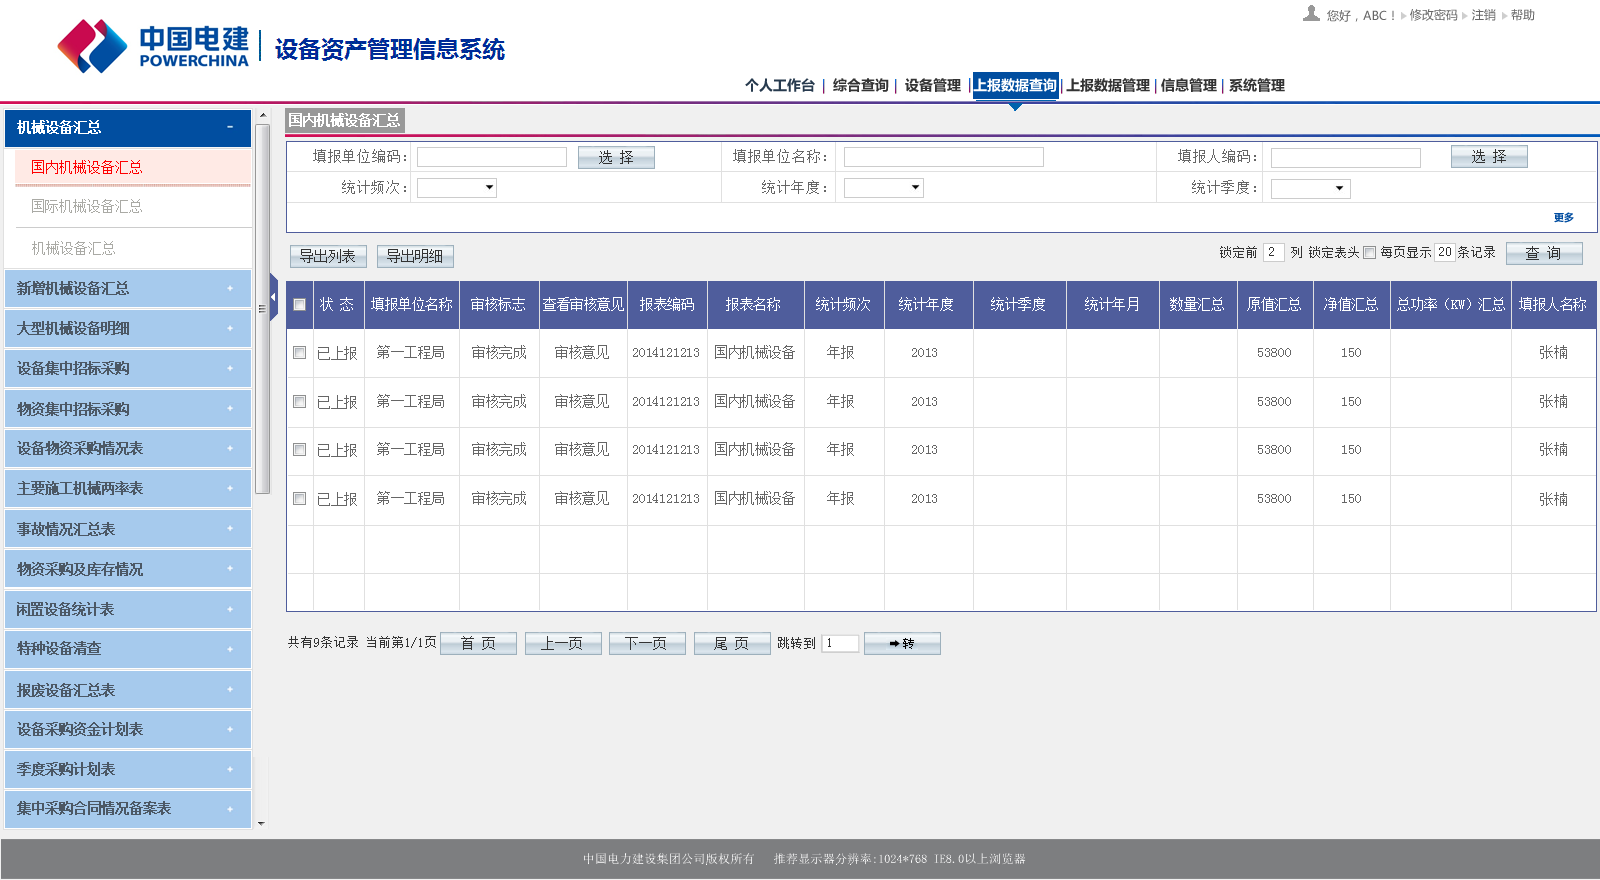 您好，ABC！ 修改密码 注销 帮助
中国电建
POWERCHINA
设备资产管理信息系统
个人工作台 | 综合查询 | 设备管理 | 上报数据查询 | 上报数据管理 | 信息管理 | 系统管理
机械设备汇总 -
国内机械设备汇总
国际机械设备汇总
机械设备汇总
新增机械设备汇总 +
大型机械设备明细 +
设备集中招标采购 +
物资集中招标采购 +
设备物资采购情况表 +
主要施工机械两率表 +
事故情况汇总表 +
物资采购及库存情况 +
闲置设备统计表 +
特种设备清查 +
报废设备汇总表 +
设备采购资金计划表 +
季度采购计划表 +
集中采购合同情况备案表 +
国内机械设备汇总
填报单位编码： 选 择 填报单位名称： 填报人编码： 选 择
统计频次： 统计年度： 统计季度：
更多
导出列表 导出明细 锁定前 2 列 锁定表头 每页显示 20 条记录 查 询
状 态 填报单位名称 审核标志 查看审核意见 报表编码 报表名称 统计频次 统计年度 统计季度 统计年月 数量汇总 原值汇总 净值汇总 总功率（KW）汇总 填报人名称
已上报 第一工程局 审核完成 审核意见 2014121213 国内机械设备 年报 2013 53800 150 张楠
已上报 第一工程局 审核完成 审核意见 2014121213 国内机械设备 年报 2013 53800 150 张楠
已上报 第一工程局 审核完成 审核意见 2014121213 国内机械设备 年报 2013 53800 150 张楠
已上报 第一工程局 审核完成 审核意见 2014121213 国内机械设备 年报 2013 53800 150 张楠
共有9条记录 当前第1/1页 首 页 上一页 下一页 尾 页 跳转到 1 ➡转
中国电力建设集团公司版权所有 推荐显示器分辨率:1024*768 IE8.0以上浏览器